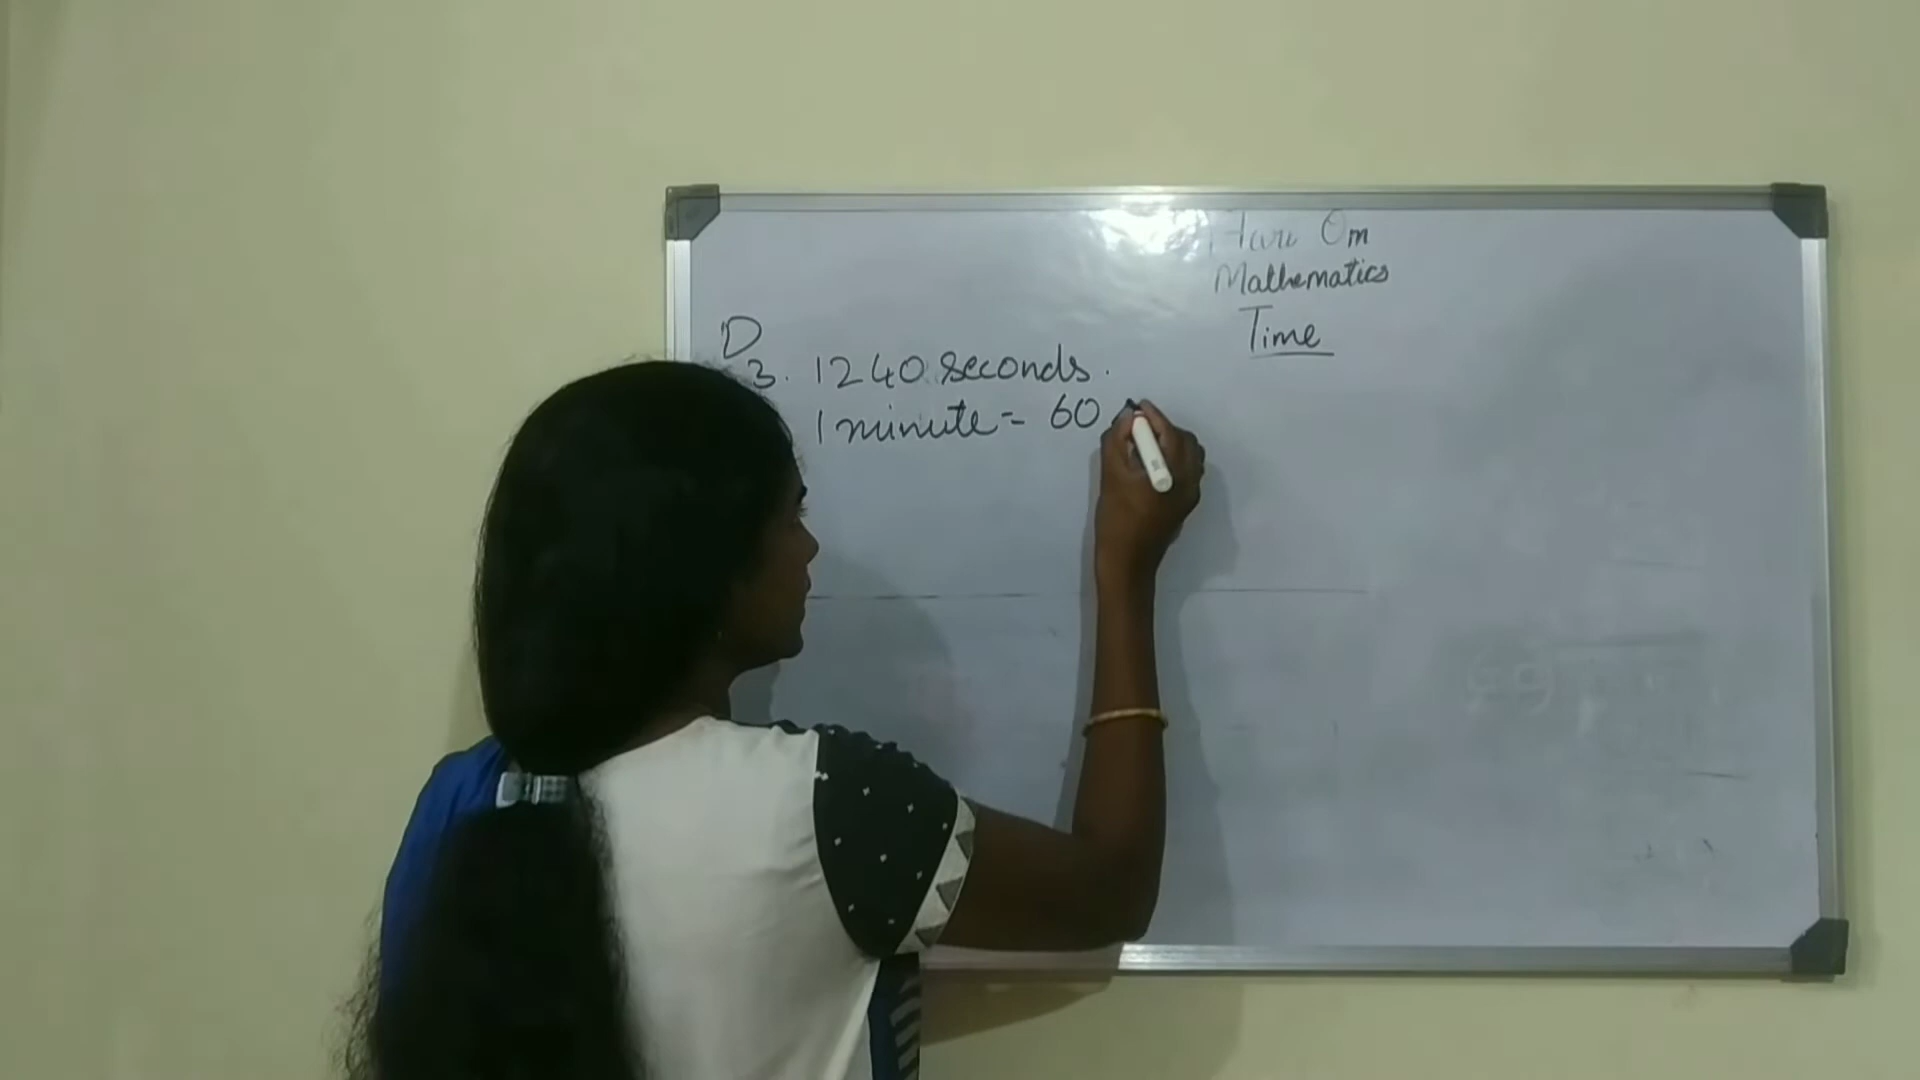 Hari Om
Mathematics
Time
D
3. 1240 seconds.
1 minute = 60